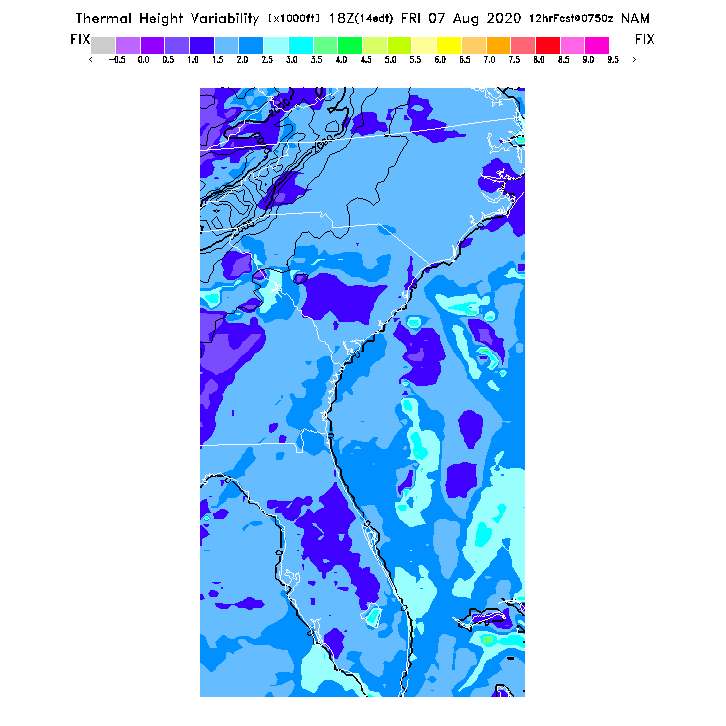 Thermal Height Variability [x1000ft] 18Z(14edt) FRI 07 Aug 2020 12hrFcst@0750z NAM
FIX FIX
< -0.5 0.0 0.5 1.0 1.5 2.0 2.5 3.0 3.5 4.0 4.5 5.0 5.5 6.0 6.5 7.0 7.5 8.0 8.5 9.0 9.5 >